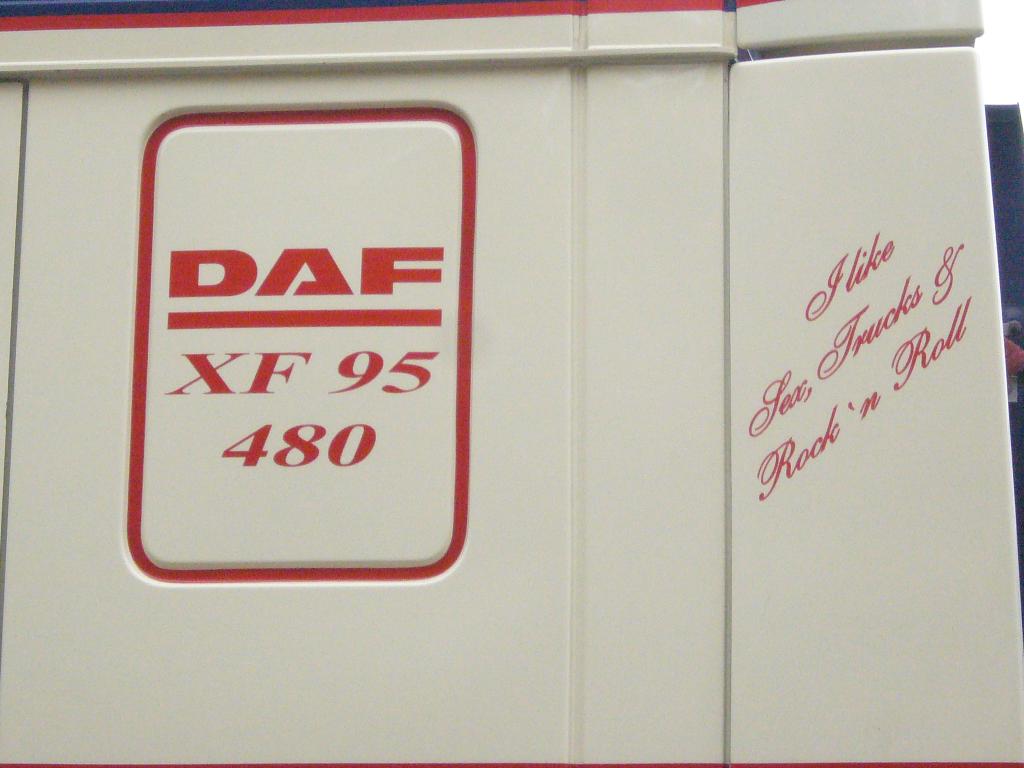 DAF
XF 95
480
I like
Sex, Trucks &
Rock`n Roll